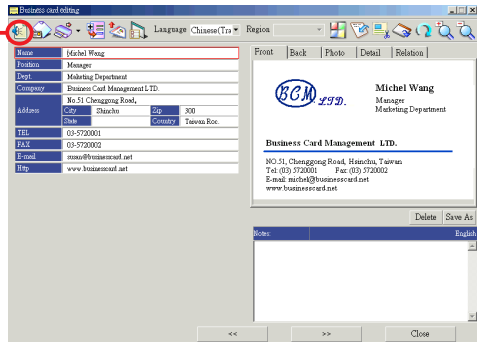 Business card editing
Language Chinese(Tra Region
Name Michel Wang
Position Manager
Dept. Maketing Department
Company Business Card Management LTD.
Address No.51 Chenggong Road,
City Shinchu Zip 300
State Country Taiwan Roc.
TEL 03-5720001
FAX 03-5720002
E-mail susan@businesscard.net
Http www.businesscard.net
Front Back Photo Detail Relation
BCM LTD.
Michel Wang
Manager
Marketing Department
Business Card Management LTD.
NO.51, Chenggong Road, Hsinchu, Taiwan
Tel:(03) 5720001 Fax:(03) 5720002
E-mail: michel@businesscard.net
www.businesscard.net
Delete Save As
Notes: English
<< >> Close